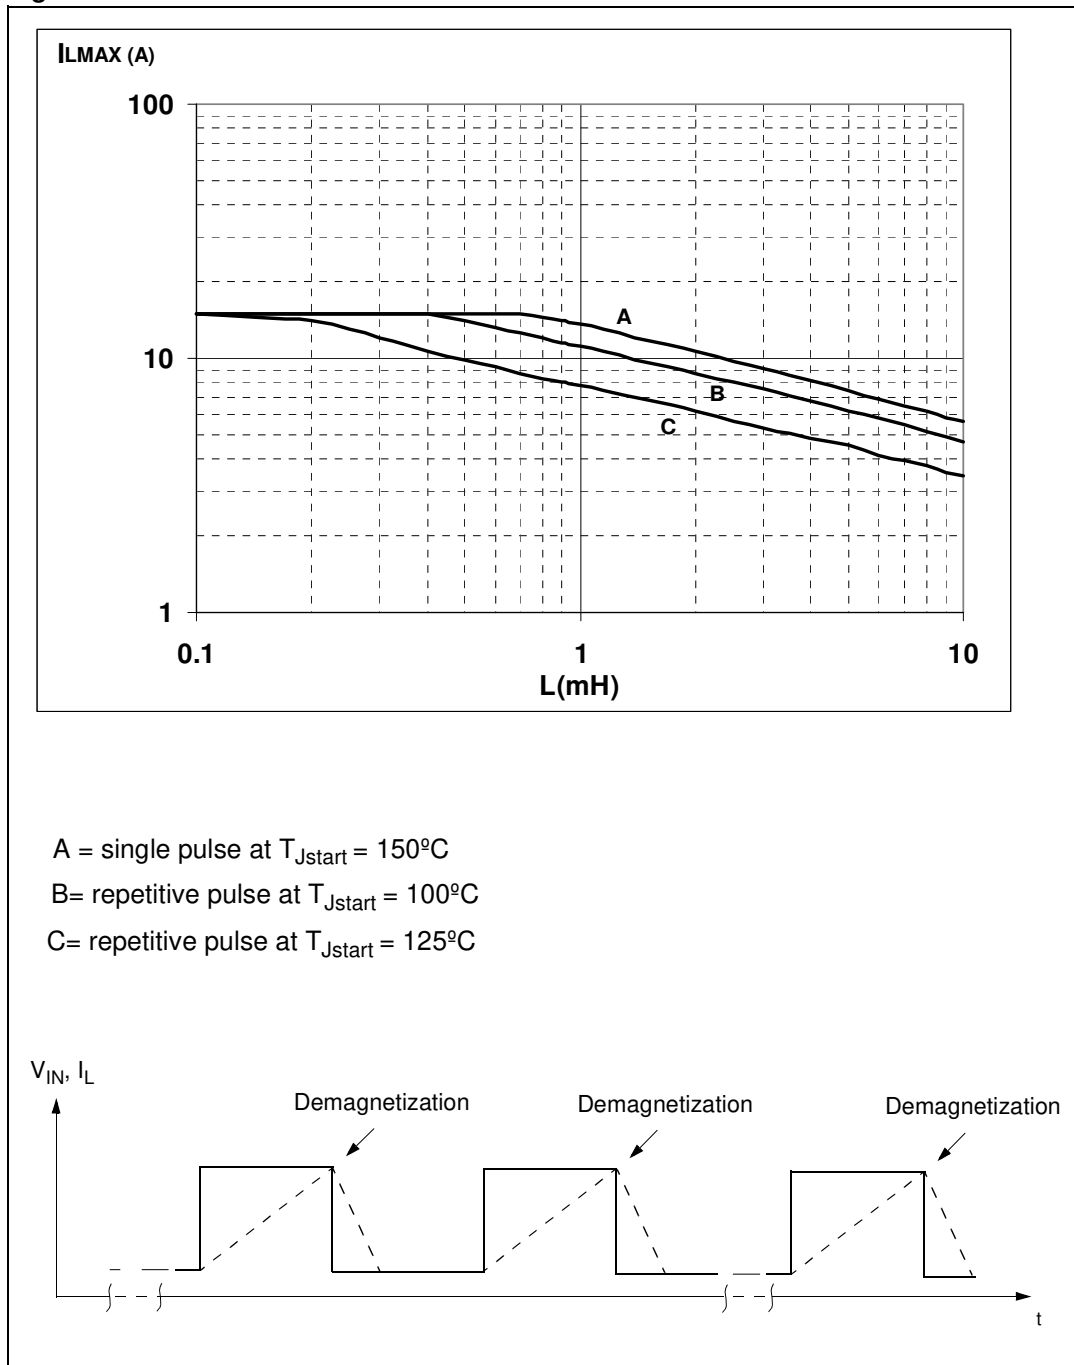 ILMAX (A)
100
10
1
0.1
1
10
L(mH)
A
B
C
A = single pulse at TJstart = 150ºC
B= repetitive pulse at TJstart = 100ºC
C= repetitive pulse at TJstart = 125ºC
VIN, IL
Demagnetization
Demagnetization
Demagnetization
t